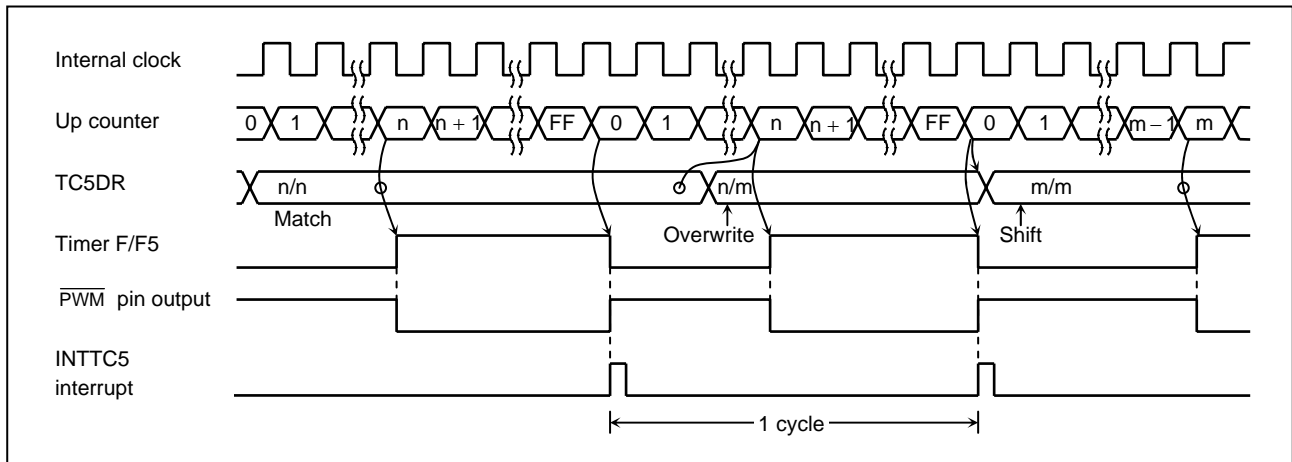 Internal clock
Up counter
0 1 n n + 1 FF 0 1 n n + 1 FF 0 1 m − 1 m
TC5DR
n/n n/m m/m
Match Overwrite Shift
Timer F/F5
PWM pin output
INTTC5
interrupt
1 cycle